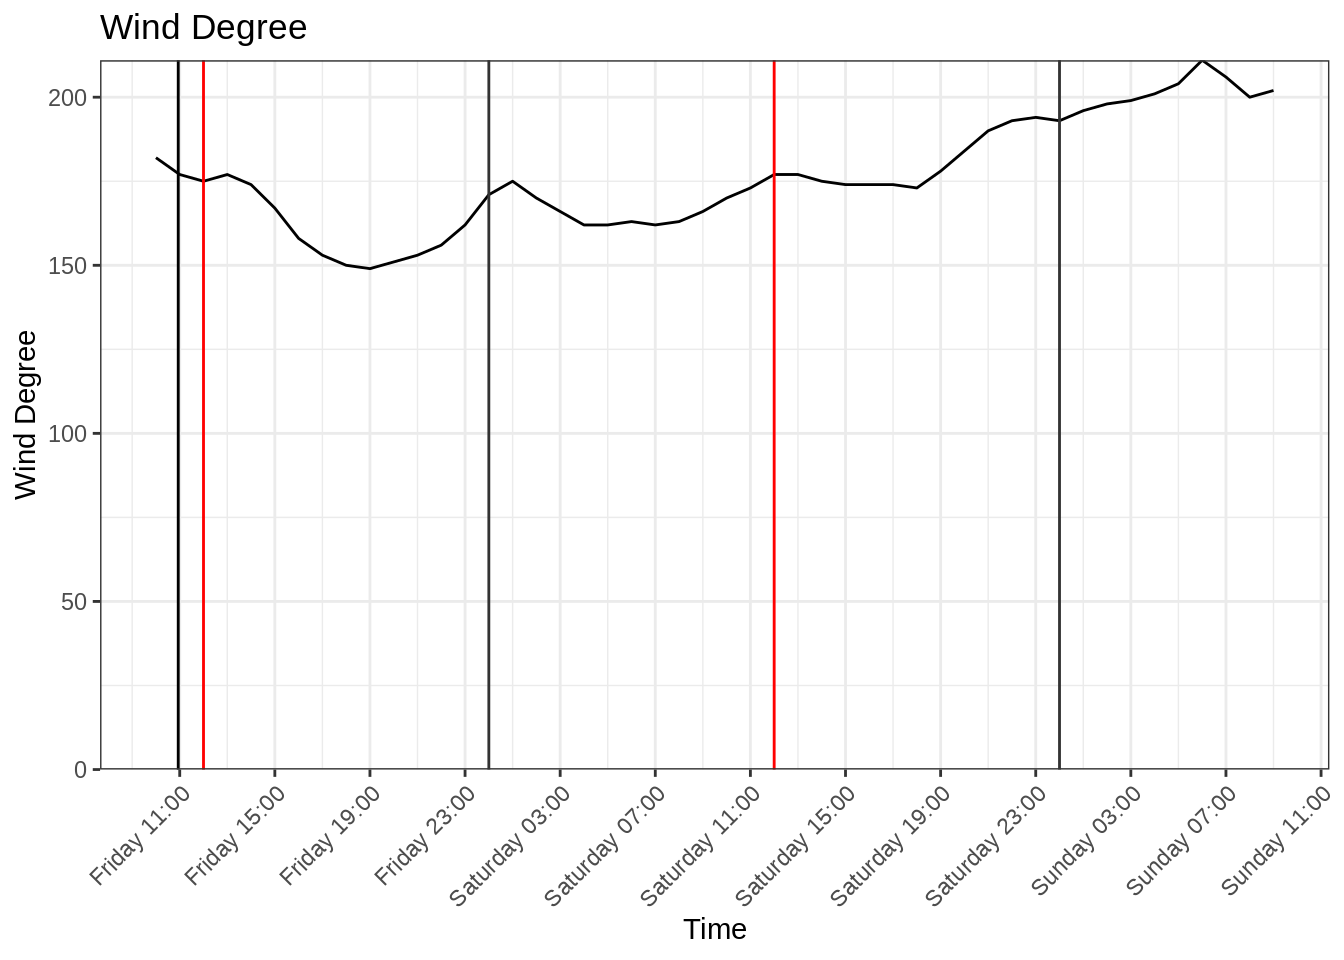 Wind Degree
Wind Degree
200
150
100
50
0
Friday 11:00
Friday 15:00
Friday 19:00
Friday 23:00
Saturday 03:00
Saturday 07:00
Saturday 11:00
Saturday 15:00
Saturday 19:00
Saturday 23:00
Sunday 03:00
Sunday 07:00
Sunday 11:00
Time